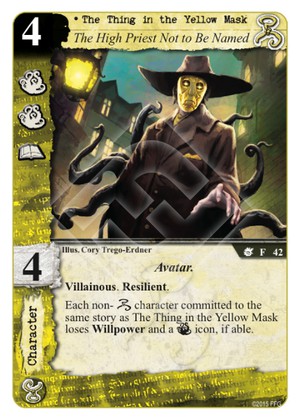 4
• The Thing in the Yellow Mask
The High Priest Not to Be Named
Illus. Cory Trego-Erdner
F 42
4
Avatar.
Villainous. Resilient.
Each non- character committed to the
same story as The Thing in the Yellow Mask
loses Willpower and a icon, if able.
Character
©2015 FFG